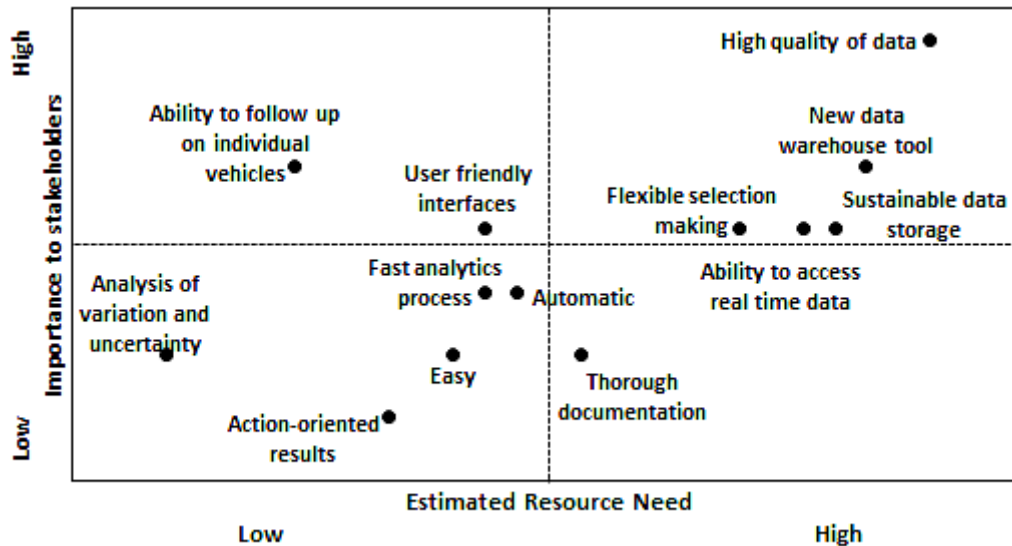 High
Importance to stakeholders
Low
High quality of data
Ability to follow up
on individual
vehicles
New data
warehouse tool
User friendly
interfaces
Flexible selection
making
Sustainable data
storage
Analysis of
variation and
uncertainty
Fast analytics
process
Automatic
Ability to access
real time data
Easy
Thorough
documentation
Action-oriented
results
Estimated Resource Need
Low
High